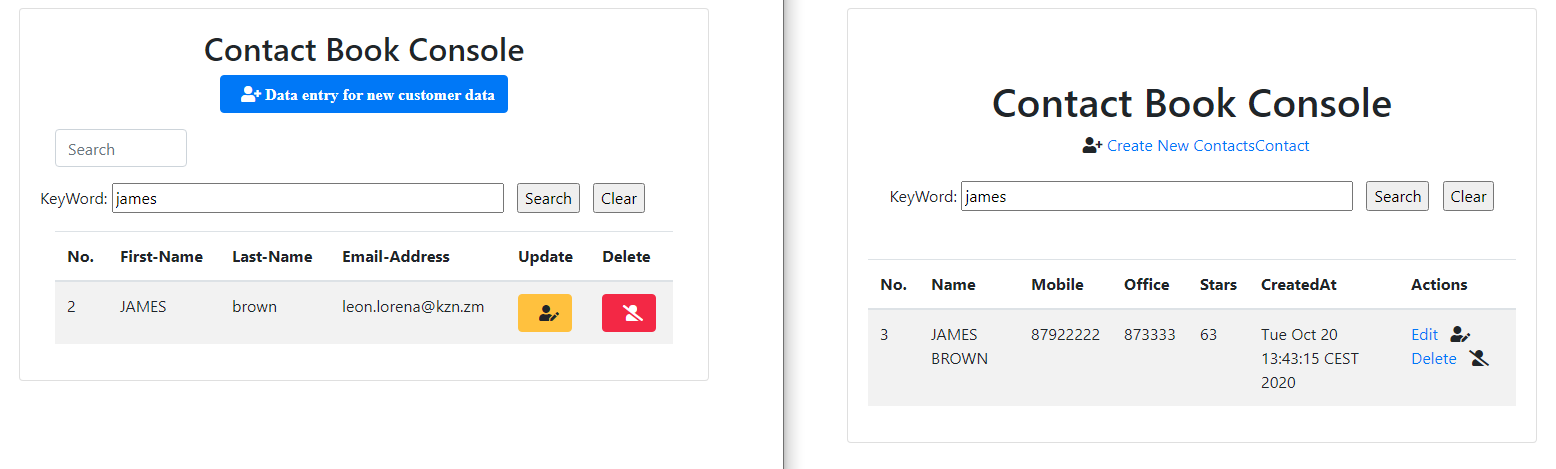 Contact Book Console
Data entry for new customer data
Search
KeyWord: james Search Clear
No. First-Name Last-Name Email-Address Update Delete
2 JAMES brown leon.lorena@kzn.zm
Contact Book Console
Create New ContactsContact
KeyWord: james Search Clear
No. Name Mobile Office Stars CreatedAt Actions
3 JAMES 87922222 873333 63 Tue Oct 20 Edit
BROWN 13:43:15 CEST Delete
2020